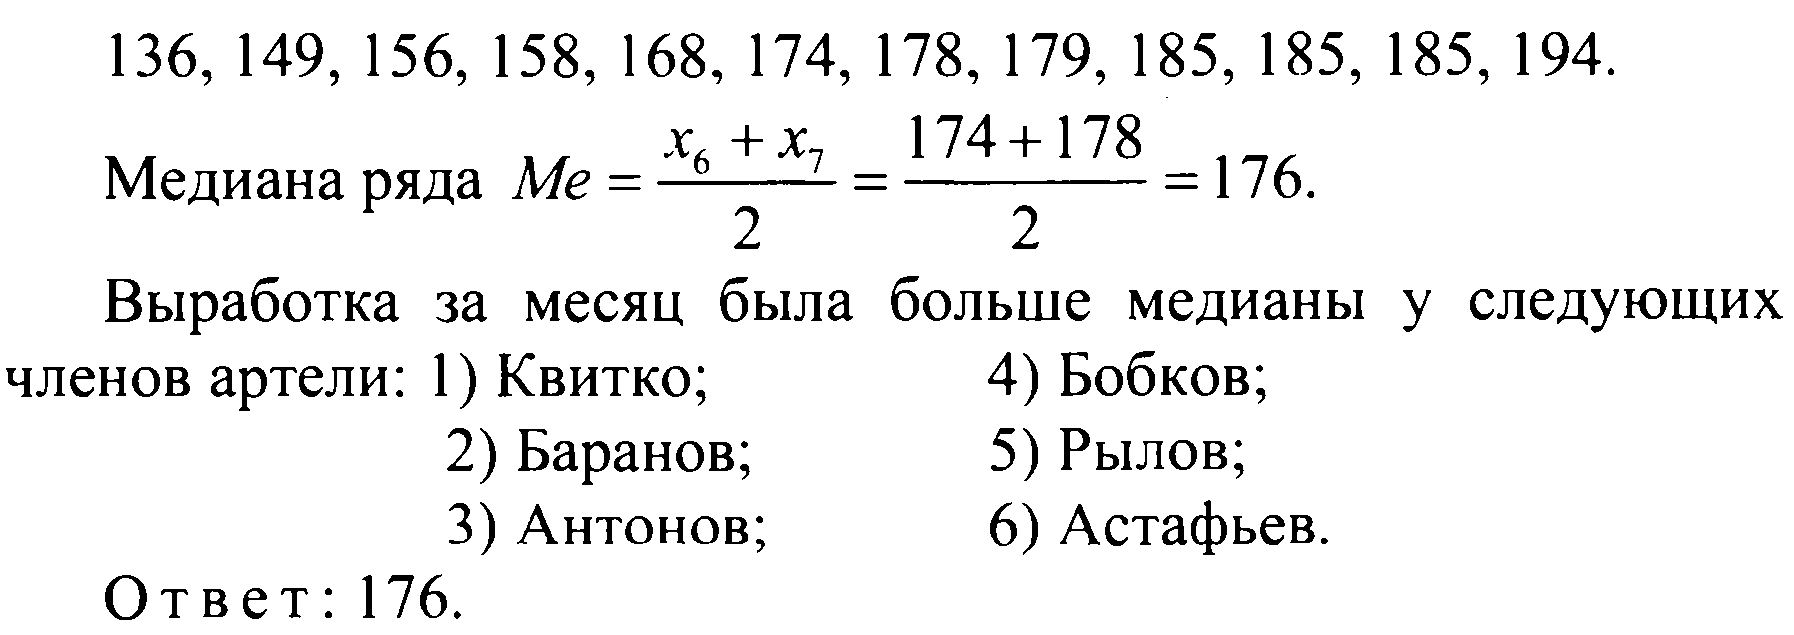 136, 149, 156, 158, 168, 174, 178, 179, 185, 185, 185, 194.
Медиана ряда Me = (x₆ + x₇)/2 = (174 + 178)/2 = 176.
Выработка за месяц была больше медианы у следующих
членов артели: 1) Квитко; 4) Бобков;
2) Баранов; 5) Рылов;
3) Антонов; 6) Астафьев.
Ответ: 176.